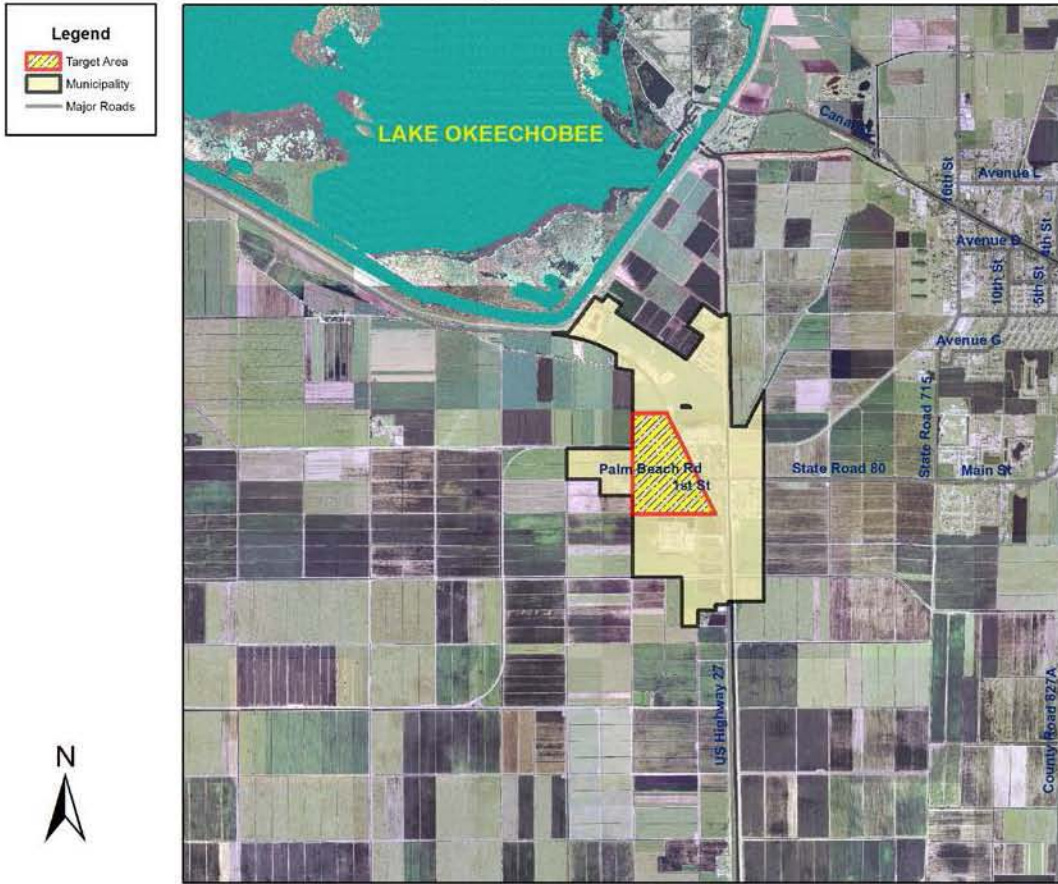 Legend
Target Area
Municipality
Major Roads
LAKE OKEECHOBEE
Canal
Avenue L
16th St
Avenue E
4th St
10th St
5th St
Avenue G
State Road 715
Palm Beach Rd
State Road 80
Main St
1st St
US Highway 27
County Road 827A
N